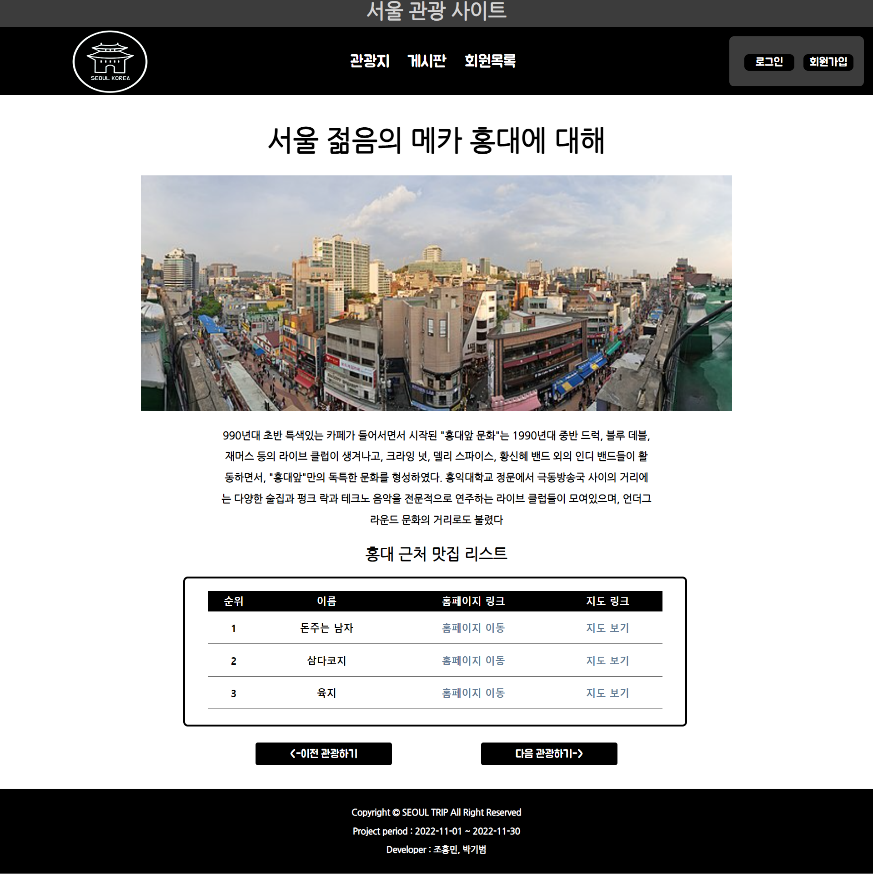 서울 관광 사이트
SEOUL KOREA
관광지 게시판 회원목록
로그인 회원가입
서울 젊음의 메카 홍대에 대해
990년대 초반 특색있는 카페가 들어서면서 시작된 "홍대앞 문화"는 1990년대 중반 드럭, 블루 데블,
재머스 등의 라이브 클럽이 생겨나고, 크라잉 넛, 델리 스파이스, 황신혜 밴드 외의 인디 밴드들이 활
동하면서, "홍대앞"만의 독특한 문화를 형성하였다. 홍익대학교 정문에서 극동방송국 사이의 거리에
는 다양한 술집과 펑크 락과 테크노 음악을 전문적으로 연주하는 라이브 클럽들이 모여있으며, 언더그
라운드 문화의 거리로도 불렸다
홍대 근처 맛집 리스트
순위 이름 홈페이지 링크 지도 링크
1 돈주는 남자 홈페이지 이동 지도 보기
2 삼다코지 홈페이지 이동 지도 보기
3 육지 홈페이지 이동 지도 보기
<-이전 관광하기 다음 관광하기->
Copyright © SEOUL TRIP All Right Reserved
Project period : 2022-11-01 ~ 2022-11-30
Developer : 조홍민, 박기범